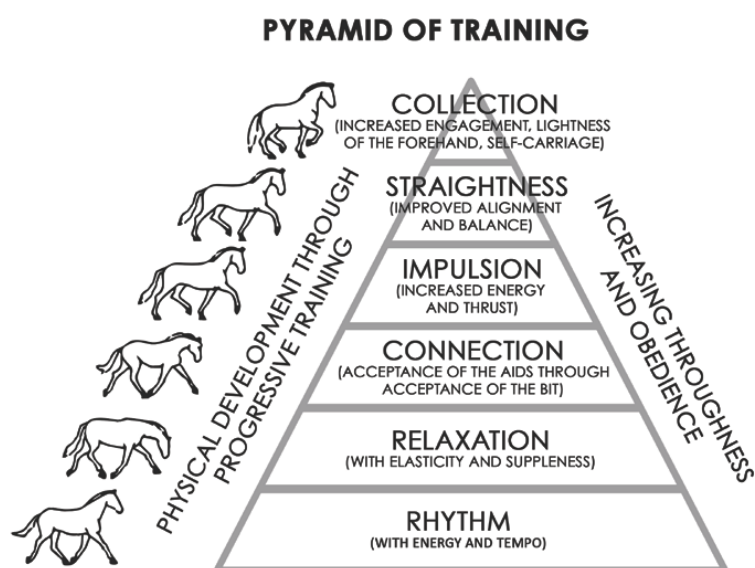 PYRAMID OF TRAINING
COLLECTION
(INCREASED ENGAGEMENT, LIGHTNESS
OF THE FOREHAND, SELF-CARRIAGE)
STRAIGHTNESS
(IMPROVED ALIGNMENT
AND BALANCE)
IMPULSION
(INCREASED ENERGY
AND THRUST)
CONNECTION
(ACCEPTANCE OF THE AIDS THROUGH
ACCEPTANCE OF THE BIT)
RELAXATION
(WITH ELASTICITY AND SUPPLENESS)
RHYTHM
(WITH ENERGY AND TEMPO)
PHYSICAL DEVELOPMENT THROUGH
PROGRESSIVE TRAINING
INCREASING THROUGHNESS
AND OBEDIENCE